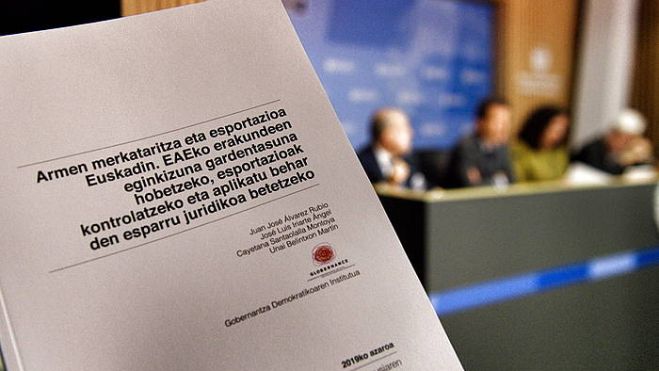 Armen merkataritza eta esportazioa
Euskadin. EAEko erakundeen
eginkizuna gardentasuna
hobetzeko, esportazioak
kontrolatzeko eta aplikatu behar
den esparru juridikoa betetzeko
Juan José Álvarez Rubio
José Luis Iriarte Ángel
Cayetana Santaolalla Montoya
Unai Belintxon Martin
GLOBERNANCE
Gobernantza Demokratikoaren Institutua
2019ko azaroa